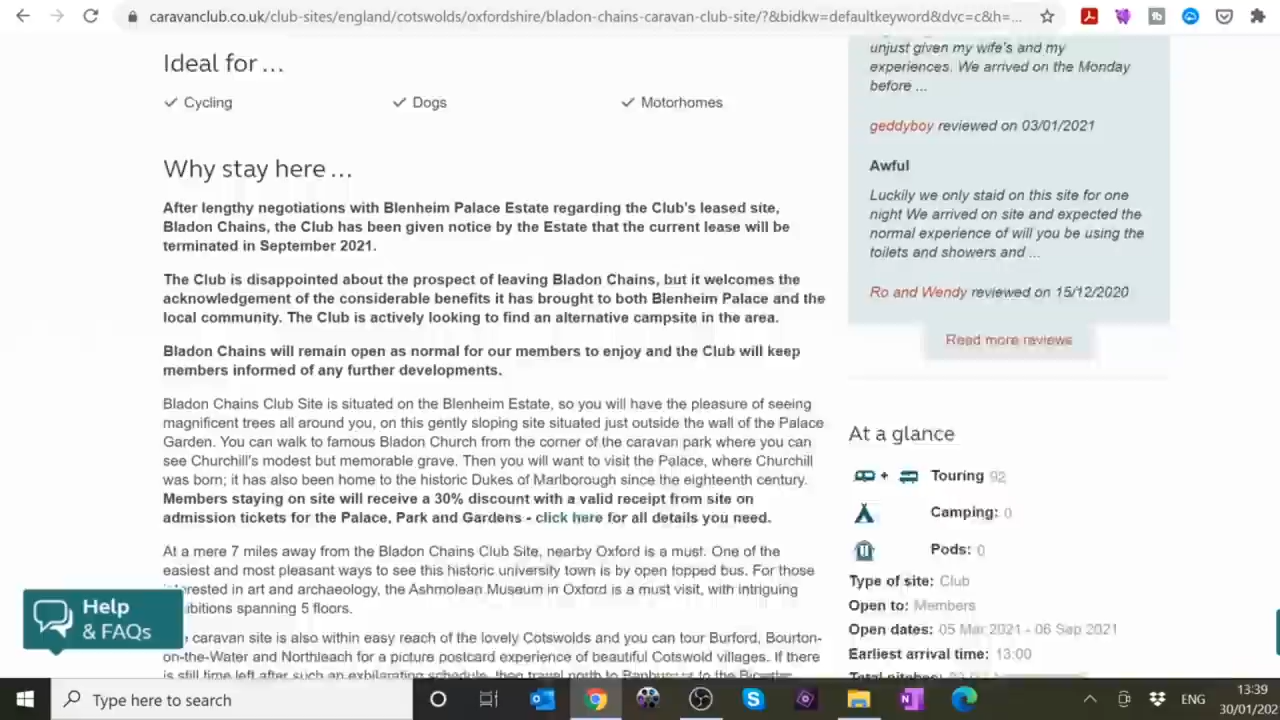 caravanclub.co.uk/club-sites/england/cotswolds/oxfordshire/bladon-chains-caravan-club-site/?&bidkw=defaultkeyword&dvc=c&h=...
Ideal for ...
Cycling
Dogs
Motorhomes
Why stay here ...
After lengthy negotiations with Blenheim Palace Estate regarding the Club's leased site,
Bladon Chains, the Club has been given notice by the Estate that the current lease will be
terminated in September 2021.
The Club is disappointed about the prospect of leaving Bladon Chains, but it welcomes the
acknowledgement of the considerable benefits it has brought to both Blenheim Palace and the
local community. The Club is actively looking to find an alternative campsite in the area.
Bladon Chains will remain open as normal for our members to enjoy and the Club will keep
members informed of any further developments.
Bladon Chains Club Site is situated on the Blenheim Estate, so you will have the pleasure of seeing
magnificent trees all around you, on this gently sloping site situated just outside the wall of the Palace
Garden. You can walk to famous Bladon Church from the corner of the caravan park where you can
see Churchill's modest but memorable grave. Then you will want to visit the Palace, where Churchill
was born; it has also been home to the historic Dukes of Marlborough since the eighteenth century.
Members staying on site will receive a 30% discount with a valid receipt from site on
admission tickets for the Palace, Park and Gardens - click here for all details you need.
At a mere 7 miles away from the Bladon Chains Club Site, nearby Oxford is a must. One of the
easiest and most pleasant ways to see this historic university town is by open topped bus. For those
rested in art and archaeology, the Ashmolean Museum in Oxford is a must visit, with intriguing
ibitions spanning 5 floors.
caravan site is also within easy reach of the lovely Cotswolds and you can tour Burford, Bourton-
on-the-Water and Northleach for a picture postcard experience of beautiful Cotswold villages. If there
is still time left after such an exhilarating schedule, then travel north to
unjust given my wife's and my
experiences. We arrived on the Monday
before ...
geddyboy reviewed on 03/01/2021
Awful
Luckily we only staid on this site for one
night We arrived on site and expected the
normal experience of will you be using the
toilets and showers and ...
Ro and Wendy reviewed on 15/12/2020
Read more reviews
At a glance
+ Touring 92
Camping: 0
Pods: 0
Type of site: Club
Open to: Members
Open dates: 05 Mar 2021 - 06 Sep 2021
Earliest arrival time: 13:00
Help
& FAQs
Type here to search
ENG
13:39
30/01/202